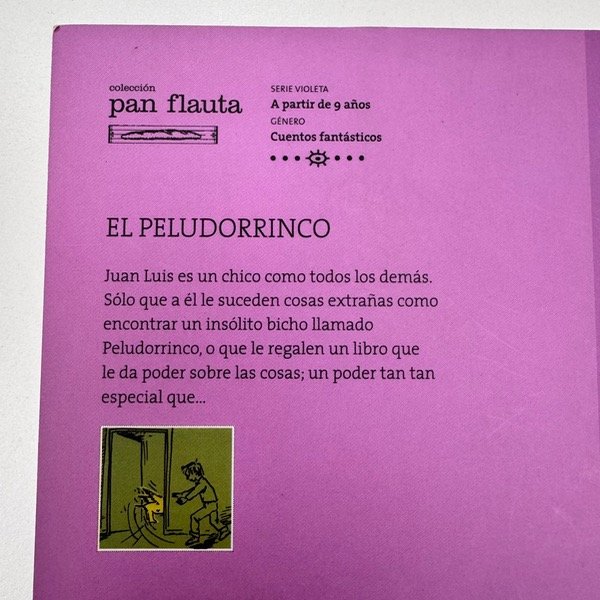 colección
pan flauta
SERIE VIOLETA
A partir de 9 años
GÉNERO
Cuentos fantásticos
EL PELUDORRINCO
Juan Luis es un chico como todos los demás.
Sólo que a él le suceden cosas extrañas como
encontrar un insólito bicho llamado
Peludorrinco, o que le regalen un libro que
le da poder sobre las cosas; un poder tan tan
especial que...